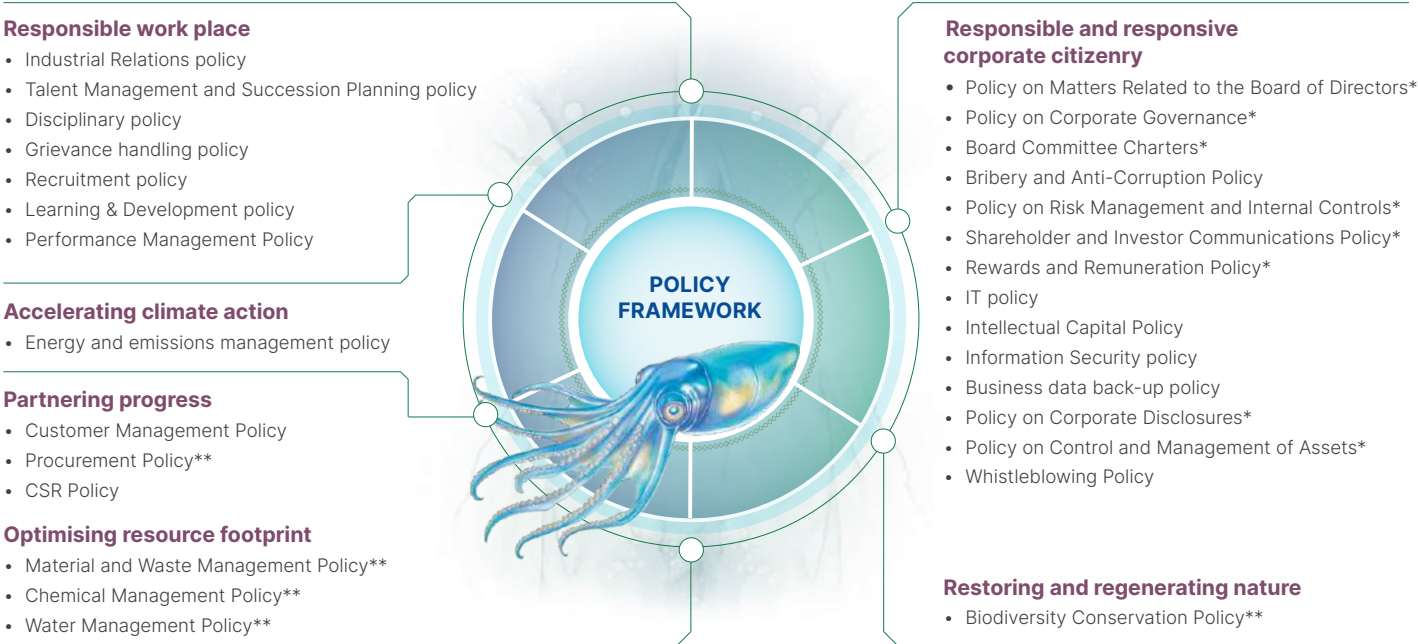 Responsible work place
• Industrial Relations policy
• Talent Management and Succession Planning policy
• Disciplinary policy
• Grievance handling policy
• Recruitment policy
• Learning & Development policy
• Performance Management Policy
Accelerating climate action
• Energy and emissions management policy
Partnering progress
• Customer Management Policy
• Procurement Policy**
• CSR Policy
Optimising resource footprint
• Material and Waste Management Policy**
• Chemical Management Policy**
• Water Management Policy**
POLICY
FRAMEWORK
Responsible and responsive
corporate citizenry
• Policy on Matters Related to the Board of Directors*
• Policy on Corporate Governance*
• Board Committee Charters*
• Bribery and Anti-Corruption Policy
• Policy on Risk Management and Internal Controls*
• Shareholder and Investor Communications Policy*
• Rewards and Remuneration Policy*
• IT policy
• Intellectual Capital Policy
• Information Security policy
• Business data back-up policy
• Policy on Corporate Disclosures*
• Policy on Control and Management of Assets*
• Whistleblowing Policy
Restoring and regenerating nature
• Biodiversity Conservation Policy**